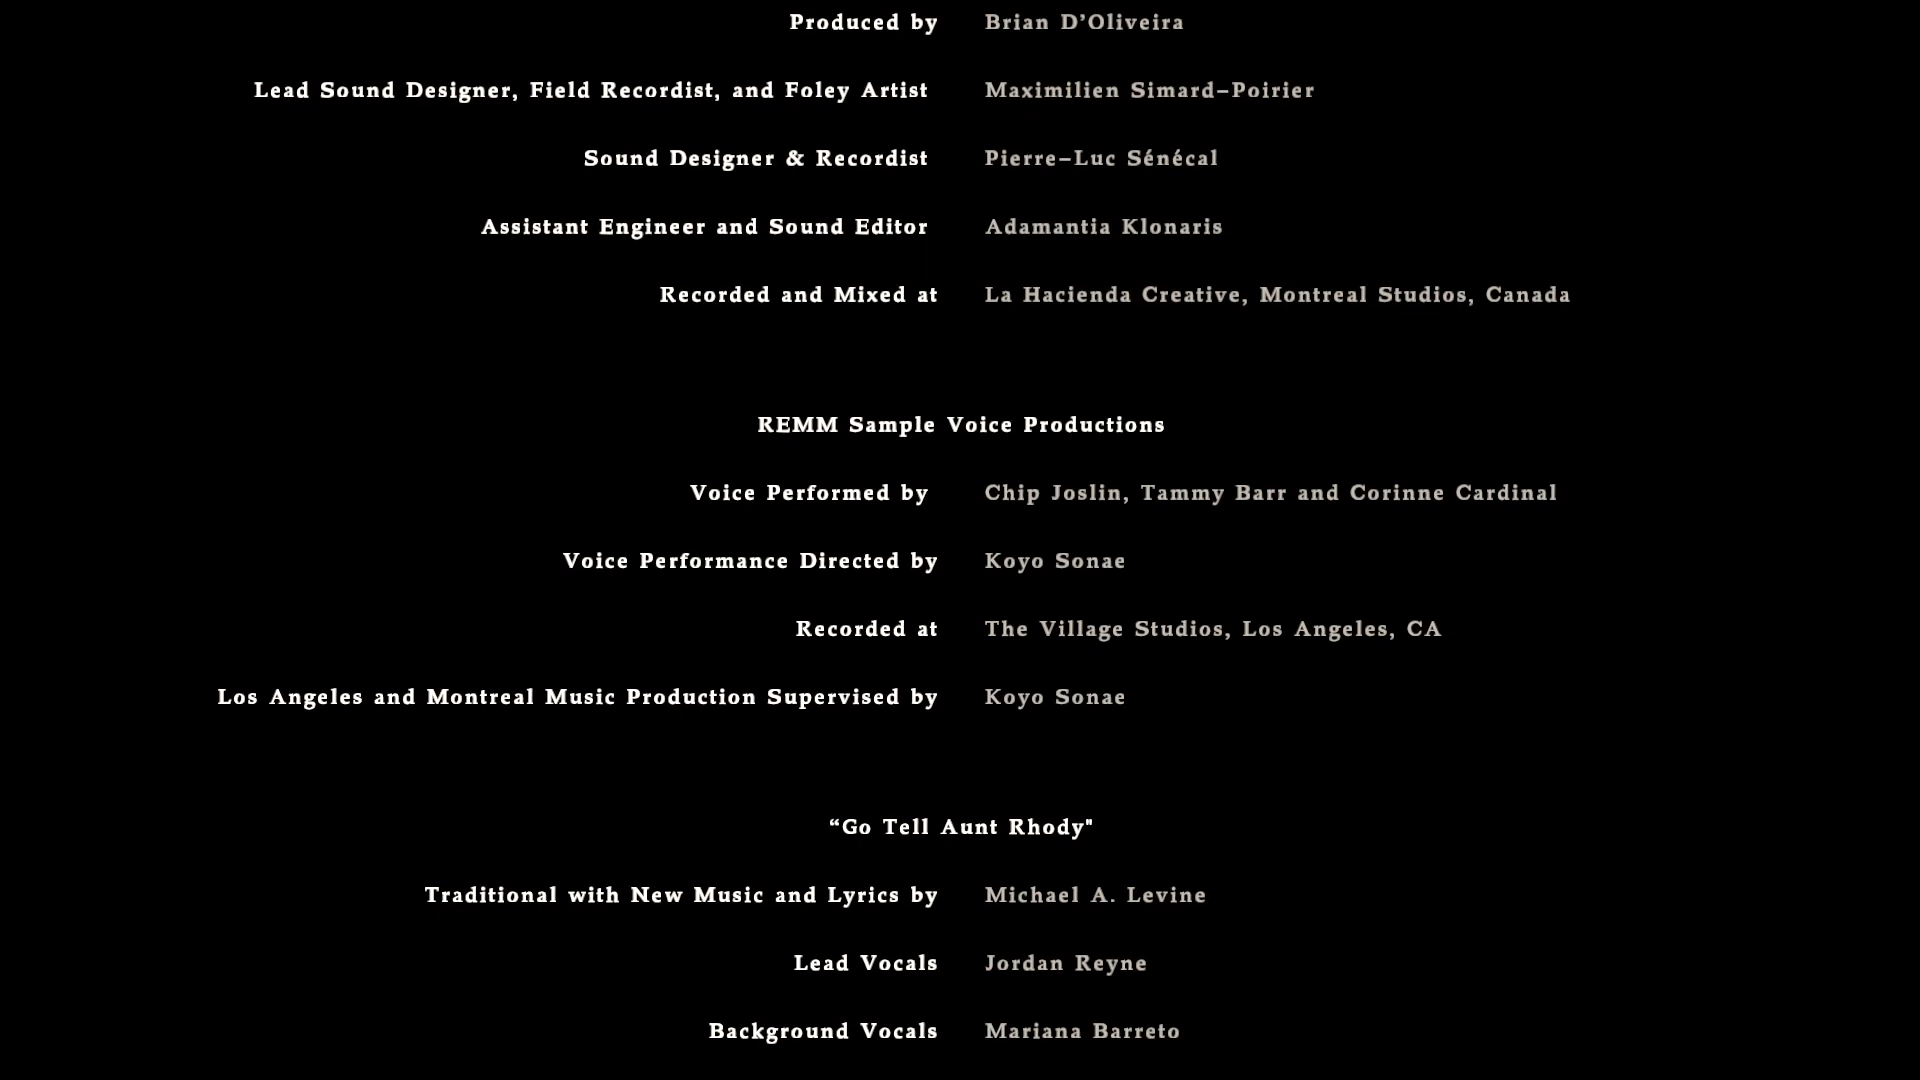 Produced by Brian D’Oliveira
Lead Sound Designer, Field Recordist, and Foley Artist Maximilien Simard–Poirier
Sound Designer & Recordist Pierre–Luc Sénécal
Assistant Engineer and Sound Editor Adamantia Klonaris
Recorded and Mixed at La Hacienda Creative, Montreal Studios, Canada
REMM Sample Voice Productions
Voice Performed by Chip Joslin, Tammy Barr and Corinne Cardinal
Voice Performance Directed by Koyo Sonae
Recorded at The Village Studios, Los Angeles, CA
Los Angeles and Montreal Music Production Supervised by Koyo Sonae
“Go Tell Aunt Rhody"
Traditional with New Music and Lyrics by Michael A. Levine
Lead Vocals Jordan Reyne
Background Vocals Mariana Barreto